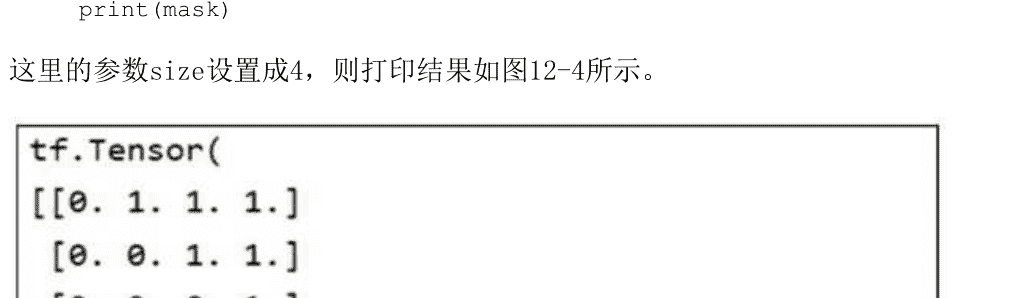 print(mask)
这里的参数size设置成4，则打印结果如图12-4所示。
tf.Tensor(
[[0. 1. 1. 1.]
[0. 0. 1. 1.]